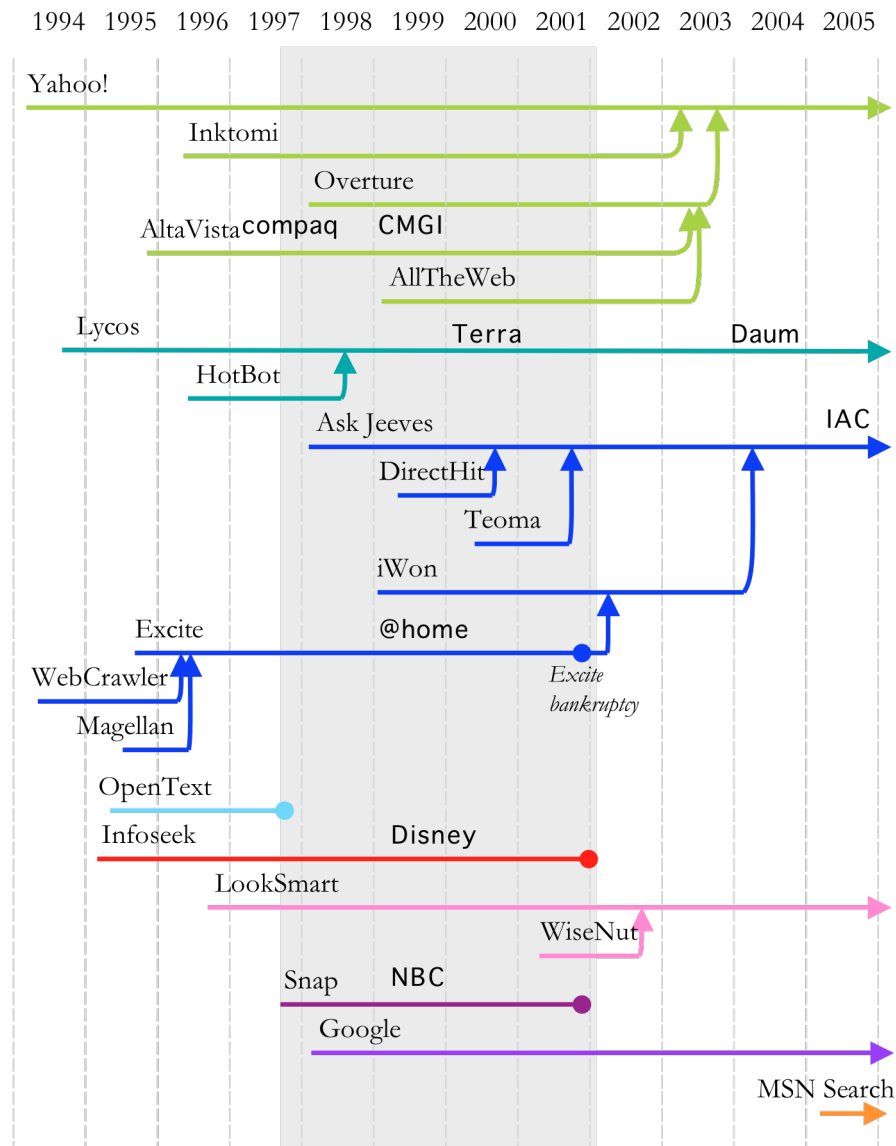 1994 1995 1996 1997 1998 1999 2000 2001 2002 2003 2004 2005
Yahoo!
Inktomi
Overture
AltaVista compaq CMGI
AllTheWeb
Lycos Terra Daum
HotBot
Ask Jeeves IAC
DirectHit
Teoma
iWon
Excite @home
WebCrawler Excite
bankruptcy
Magellan
OpenText
Infoseek Disney
LookSmart
WiseNut
Snap NBC
Google
MSN Search